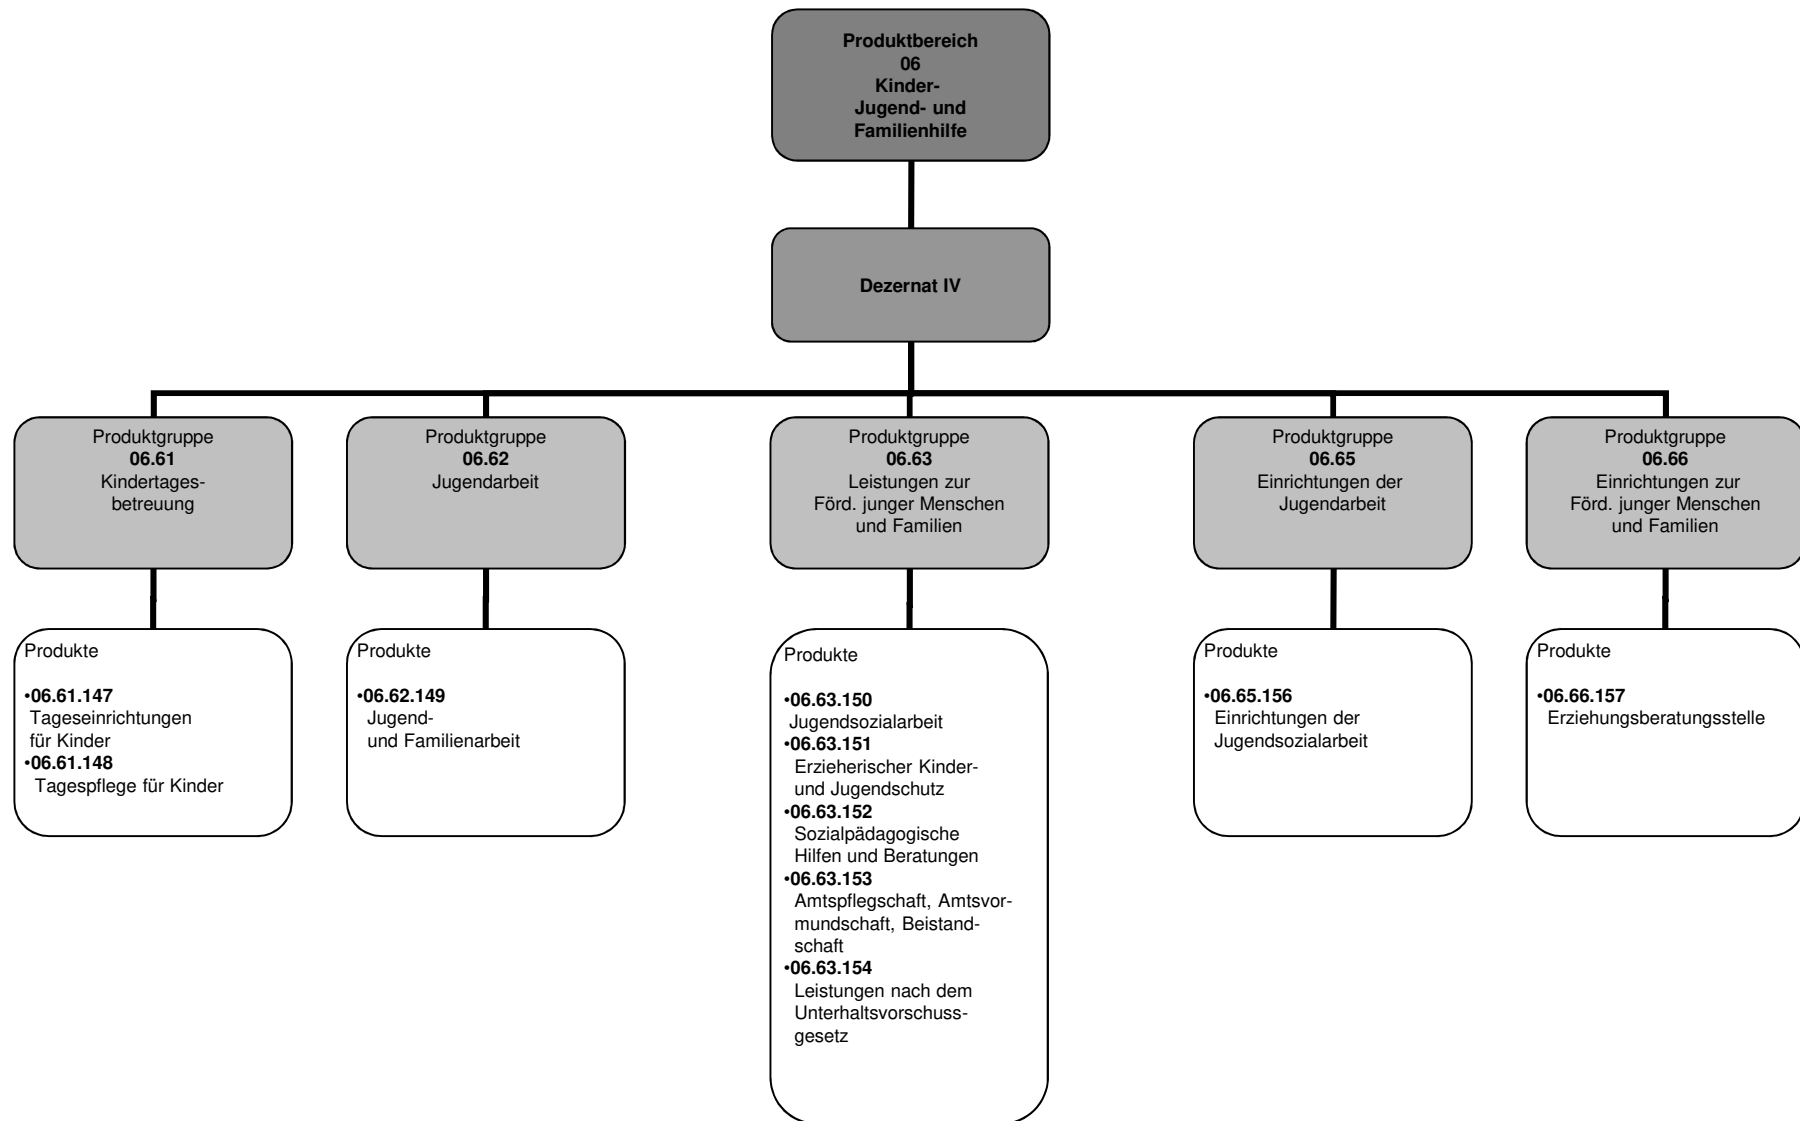 Produktbereich
06
Kinder-
Jugend- und
Familienhilfe
Dezernat IV
Produktgruppe
06.61
Kindertages-
betreuung
Produktgruppe
06.62
Jugendarbeit
Produktgruppe
06.63
Leistungen zur
Förd. junger Menschen
und Familien
Produktgruppe
06.65
Einrichtungen der
Jugendarbeit
Produktgruppe
06.66
Einrichtungen zur
Förd. junger Menschen
und Familien
Produkte
•06.61.147
Tageseinrichtungen
für Kinder
•06.61.148
Tagespflege für Kinder
Produkte
•06.62.149
Jugend-
und Familienarbeit
Produkte
•06.63.150
Jugendsozialarbeit
•06.63.151
Erzieherischer Kinder-
und Jugendschutz
•06.63.152
Sozialpädagogische
Hilfen und Beratungen
•06.63.153
Amtspflegschaft, Amtsvor-
mundschaft, Beistand-
schaft
•06.63.154
Leistungen nach dem
Unterhaltsvorschuss-
gesetz
Produkte
•06.65.156
Einrichtungen der
Jugendsozialarbeit
Produkte
•06.66.157
Erziehungsberatungsstelle